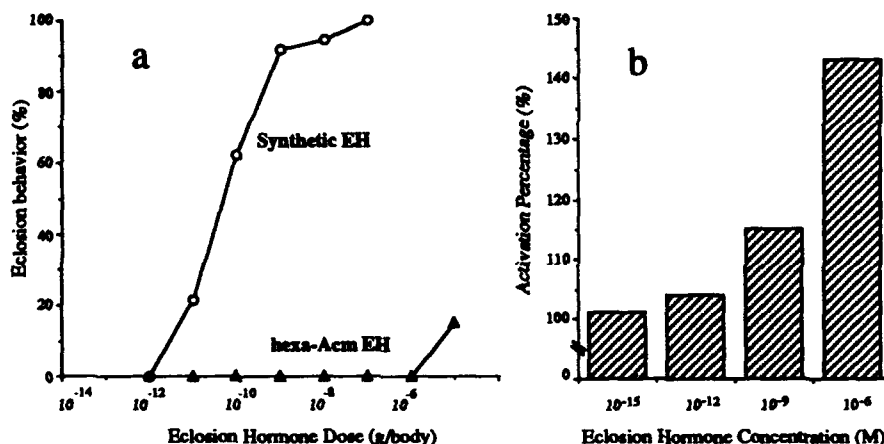 a
Eclosion behavior (%)
100
80
60
40
20
0
Synthetic EH
hexa-Acm EH
10⁻¹⁴ 10⁻¹² 10⁻¹⁰ 10⁻⁸ 10⁻⁶
Eclosion Hormone Dose (g/body)
b
Activation Percentage (%)
150
140
130
120
110
100
0
10⁻¹⁵ 10⁻¹² 10⁻⁹ 10⁻⁶
Eclosion Hormone Concentration (M)